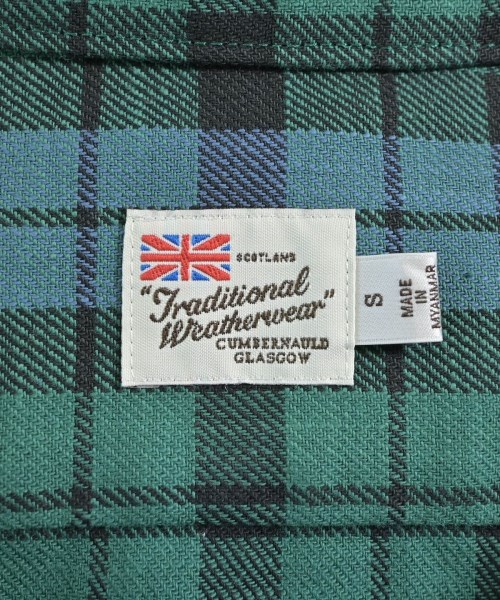 SCOTLAND
"Traditional
Weatherwear"
CUMBERNAULD
GLASGOW
S
MADE
IN
MYANMAR